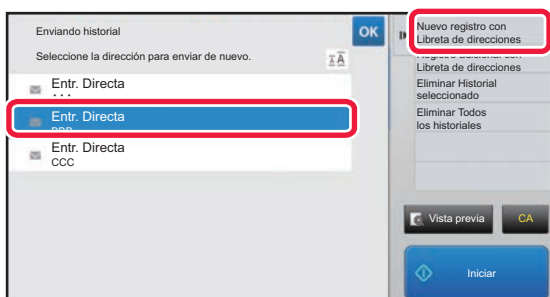 Enviando historial
OK
Seleccione la dirección para enviar de nuevo.
Entr. Directa
AAA
Entr. Directa
BBB
Entr. Directa
CCC
Nuevo registro con
Libreta de direcciones
Registro adicional con
Libreta de direcciones
Eliminar Historial
seleccionado
Eliminar Todos
los historiales
Vista previa
CA
Iniciar